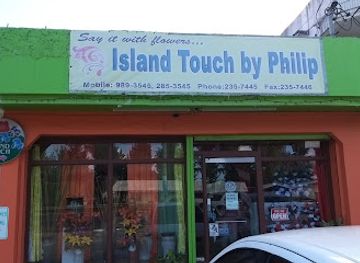 Say it with flowers...
Island Touch by Philip
Mobile: 989-3545, 285-3545 Phone:235-7445 Fax:235-7446
OPEN